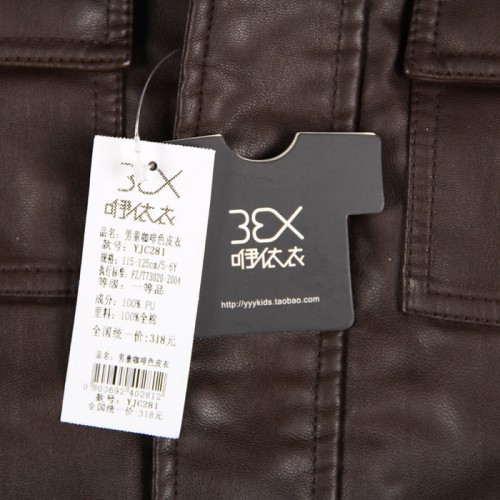 咿依衣
品名: 男童咖啡色皮衣
款号: YJC281
规格: 115-125cm/5-6Y
执行标准: FZ/T73020-2004
等级: 一等品
成分: 100% PU
里料: 100%全棉
全国统一价:318元
品名: 男童咖啡色皮衣
0 800692 402812
款号: YJC281
全国统一价:318元
咿依衣
http://yyykids.taobao.com